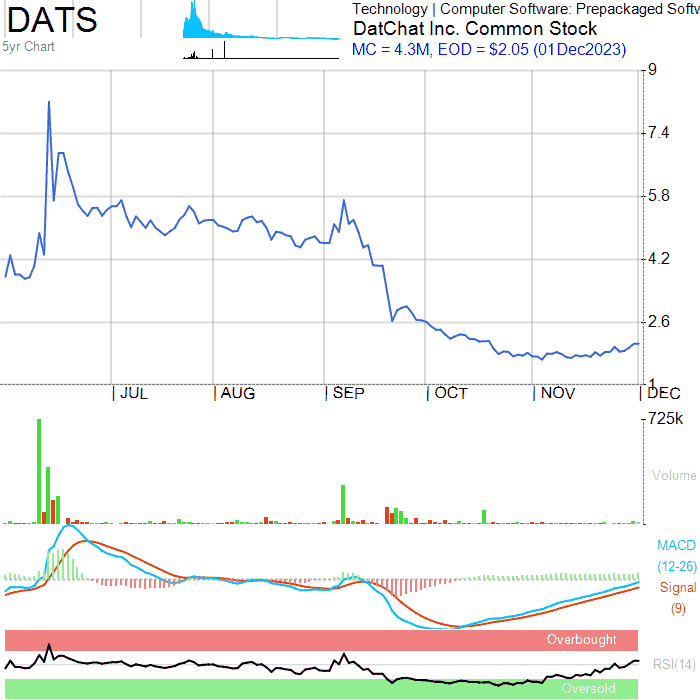 DATS
5yr Chart
Technology | Computer Software: Prepackaged Softw
DatChat Inc. Common Stock
MC = 4.3M, EOD = $2.05 (01Dec2023)
9
7.4
5.8
4.2
2.6
1
JUL AUG SEP OCT NOV DEC
725k
Volume
MACD
(12-26)
Signal
(9)
Overbought
RSI(14)
Oversold